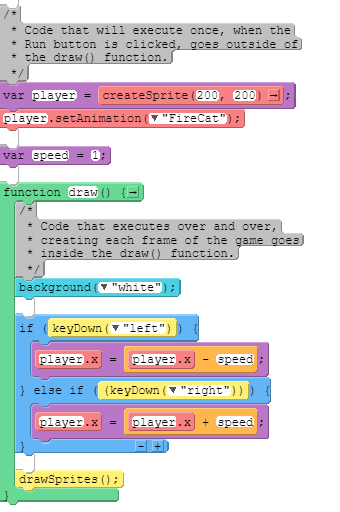 /*
* Code that will execute once, when the
* Run button is clicked, goes outside of
* the draw() function.
*/
var player = createSprite(200, 200) → ;
player.setAnimation(▼"FireCat");
var speed = 1;
function draw() {→
/*
* Code that executes over and over,
* creating each frame of the game goes
* inside the draw() function.
*/
background(▼"white");
if (keyDown(▼"left")) {
player.x = player.x - speed;
} else if ((keyDown(▼"right"))) {
player.x = player.x + speed;
} - +
drawSprites();
}